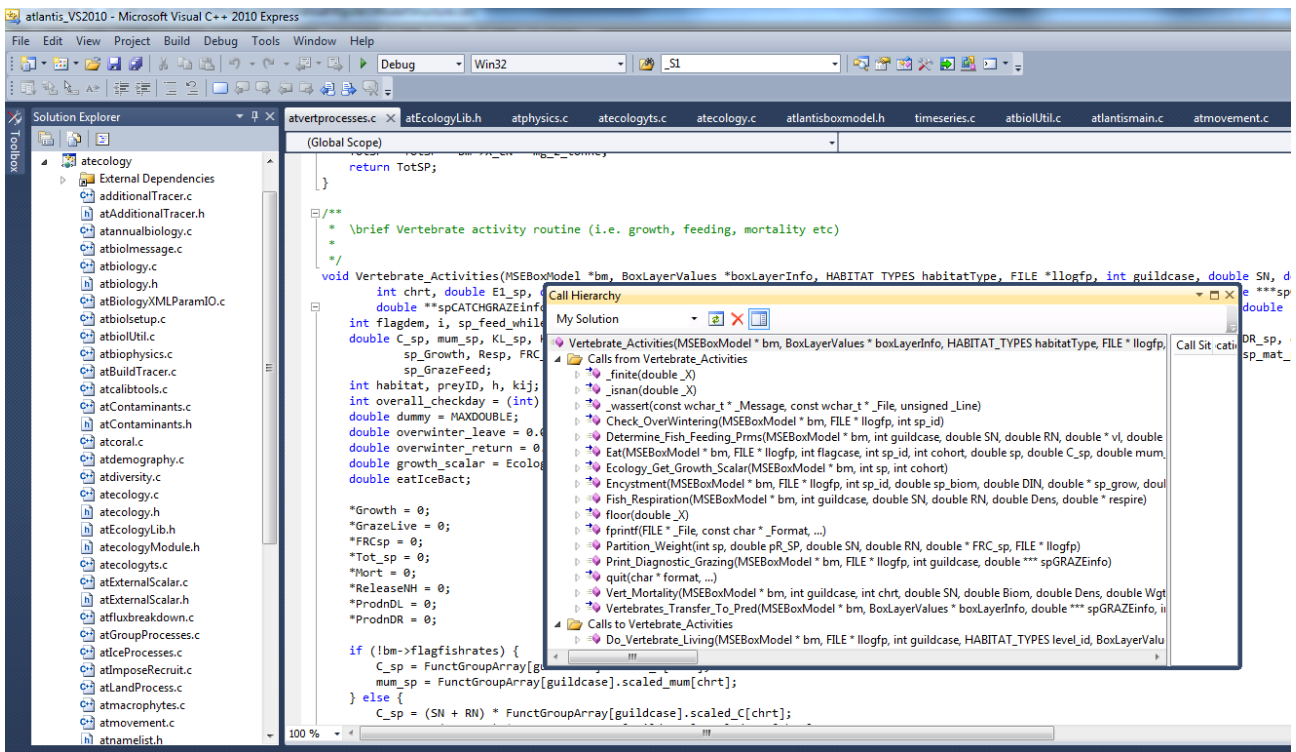 atlantis_VS2010 - Microsoft Visual C++ 2010 Express
File Edit View Project Build Debug Tools Window Help
Debug Win32 _S1
Toolbox
Solution Explorer
atecology
External Dependencies
additionalTracer.c
atAdditionalTracer.h
atannualbiology.c
atbiolmessage.c
atbiology.c
atbiology.h
atBiologyXMLParamIO.c
atbiolsetup.c
atbiolUtil.c
atbiophysics.c
atBuildTracer.c
atcalibtools.c
atContaminants.c
atContaminants.h
atcoral.c
atdemography.c
atdiversity.c
atecology.c
atecology.h
atEcologyLib.h
atecologyModule.h
atecologyts.c
atExternalScalar.c
atExternalScalar.h
atfluxbreakdown.c
atGroupProcesses.c
atIceProcesses.c
atImposeRecruit.c
atLandProcess.c
atmacrophytes.c
atmovement.c
atnamelist.h
atvertprocesses.c atEcologyLib.h atphysics.c atecologyts.c atecology.c atlantisboxmodel.h timeseries.c atbiolUtil.c atlantismain.c atmovement.c
(Global Scope)
return TotSP;
}
/**
* \brief Vertebrate activity routine (i.e. growth, feeding, mortality etc)
*
*/
void Vertebrate_Activities(MSEBoxModel *bm, BoxLayerValues *boxLayerInfo, HABITAT_TYPES habitatType, FILE *llogfp, int guildcase, double SN,
int chrt, double E1_sp,
double **spCATCHGRAZEinfo
double
int flagdem, i, sp_feed_while
double C_sp, mum_sp, KL_sp,
DR_sp,
sp_Growth, Resp, FRC_
sp_mat_
sp_GrazeFeed;
int habitat, preyID, h, kij;
int overall_checkday = (int)
double dummy = MAXDOUBLE;
double overwinter_leave = 0.0
double overwinter_return = 0.
double growth_scalar = Ecolog
double eatIceBact;
*Growth = 0;
*GrazeLive = 0;
*FRCsp = 0;
*Tot_sp = 0;
*Mort = 0;
*ReleaseNH = 0;
*ProdnDL = 0;
*ProdnDR = 0;
if (!bm->flagfishrates) {
C_sp = FunctGroupArray[gu
mum_sp = FunctGroupArray[guildcase].scaled_mum[chrt];
} else {
C_sp = (SN + RN) * FunctGroupArray[guildcase].scaled_C[chrt];
100 %
Call Hierarchy
My Solution
Vertebrate_Activities(MSEBoxModel * bm, BoxLayerValues * boxLayerInfo, HABITAT_TYPES habitatType, FILE * llogfp,
Call Sit cati
Calls from Vertebrate_Activities
_finite(double _X)
_isnan(double _X)
_wassert(const wchar_t * _Message, const wchar_t * _File, unsigned _Line)
Check_OverWintering(MSEBoxModel * bm, FILE * llogfp, int sp_id)
Determine_Fish_Feeding_Prms(MSEBoxModel * bm, int guildcase, double SN, double RN, double * vl, double
Eat(MSEBoxModel * bm, FILE * llogfp, int flagcase, int sp_id, int cohort, double sp, double C_sp, double mum_
Ecology_Get_Growth_Scalar(MSEBoxModel * bm, int sp, int cohort)
Encystment(MSEBoxModel * bm, FILE * llogfp, int sp_id, double sp_biom, double DIN, double * sp_grow, doul
Fish_Respiration(MSEBoxModel * bm, int guildcase, double SN, double RN, double Dens, double * respire)
floor(double _X)
fprintf(FILE * _File, const char * _Format, ...)
Partition_Weight(int sp, double pR_SP, double SN, double RN, double * FRC_sp, FILE * llogfp)
Print_Diagnostic_Grazing(MSEBoxModel * bm, FILE * llogfp, int guildcase, double *** spGRAZEinfo)
quit(char * format, ...)
Vert_Mortality(MSEBoxModel * bm, int guildcase, int chrt, double SN, double Biom, double Dens, double Wgt
Vertebrates_Transfer_To_Pred(MSEBoxModel * bm, BoxLayerValues * boxLayerInfo, double *** spGRAZEinfo, i
Calls to Vertebrate_Activities
Do_Vertebrate_Living(MSEBoxModel * bm, FILE * llogfp, int guildcase, HABITAT_TYPES level_id, BoxLayerValu